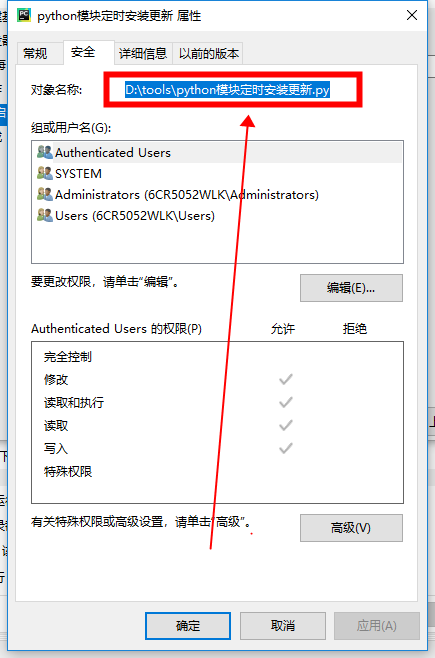 python模块定时安装更新 属性
常规 安全 详细信息 以前的版本
对象名称: D:\tools\python模块定时安装更新.py
组或用户名(G):
Authenticated Users
SYSTEM
Administrators (6CR5052WLK\Administrators)
Users (6CR5052WLK\Users)
要更改权限，请单击“编辑”。 编辑(E)...
Authenticated Users 的权限(P) 允许 拒绝
完全控制
修改
读取和执行
读取
写入
特殊权限
有关特殊权限或高级设置，请单击“高级”。 高级(V)
确定 取消 应用(A)